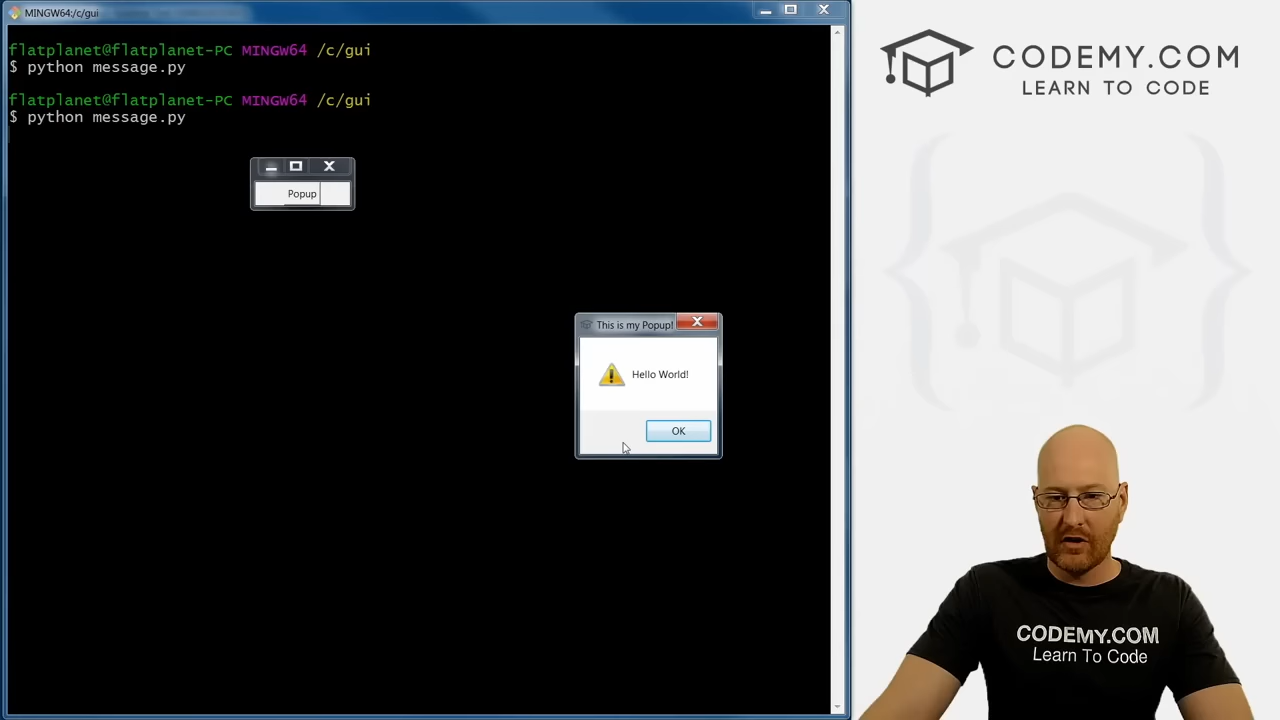 MINGW64:/c/gui
flatplanet@flatplanet-PC MINGW64 /c/gui
$ python message.py
flatplanet@flatplanet-PC MINGW64 /c/gui
$ python message.py
Popup
This is my Popup!
Hello World!
OK
CODEMY.COM
LEARN TO CODE
CODEMY.COM
Learn To Code